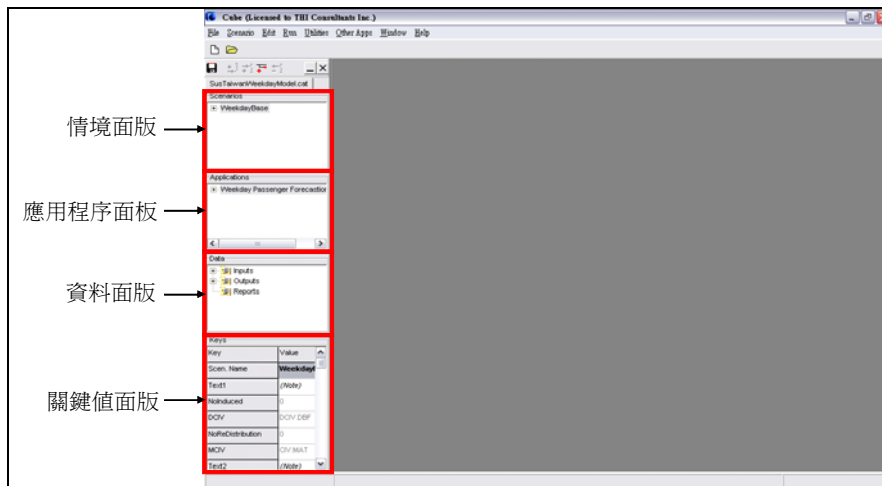 Cube (Licensed to THI Consultants Inc.)
File Scenario Edit Run Utilities Other Apps Window Help
SusTaiwanWeekdayModel.cat
Scenarios
WeekdayBase
情境面版
Applications
Weekday Passenger Forecastion
應用程序面板
Data
Inputs
Outputs
Reports
資料面版
Keys
Key Value
Scen. Name Weekday
Text1 (Note)
NoInduced 0
DCIV DCIV.DBF
NoReDistribution 0
MCIV CIV.MAT
Text2 (Note)
關鍵值面版